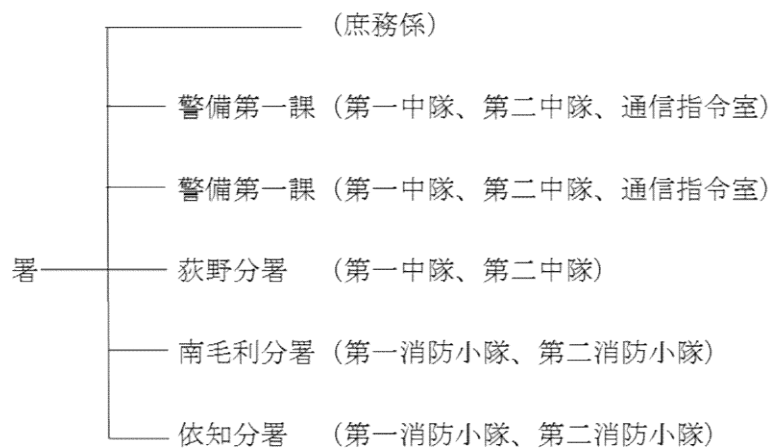 （庶務係）
警備第一課（第一中隊、第二中隊、通信指令室）
警備第一課（第一中隊、第二中隊、通信指令室）
署 荻野分署 （第一中隊、第二中隊）
南毛利分署（第一消防小隊、第二消防小隊）
依知分署 （第一消防小隊、第二消防小隊）